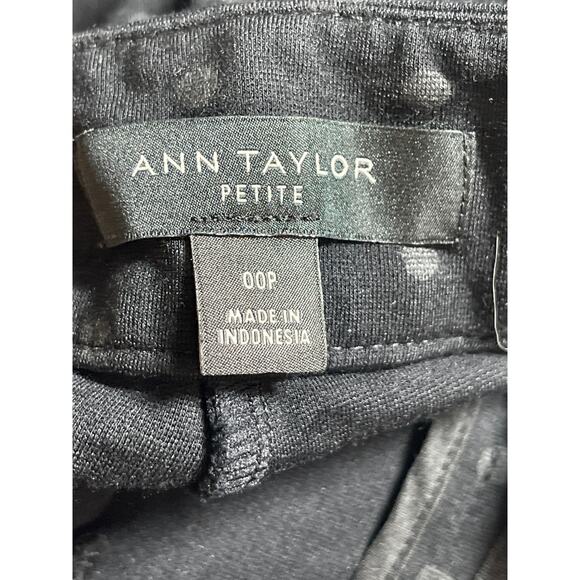 ANN TAYLOR
PETITE
00P
MADE IN
INDONESIA